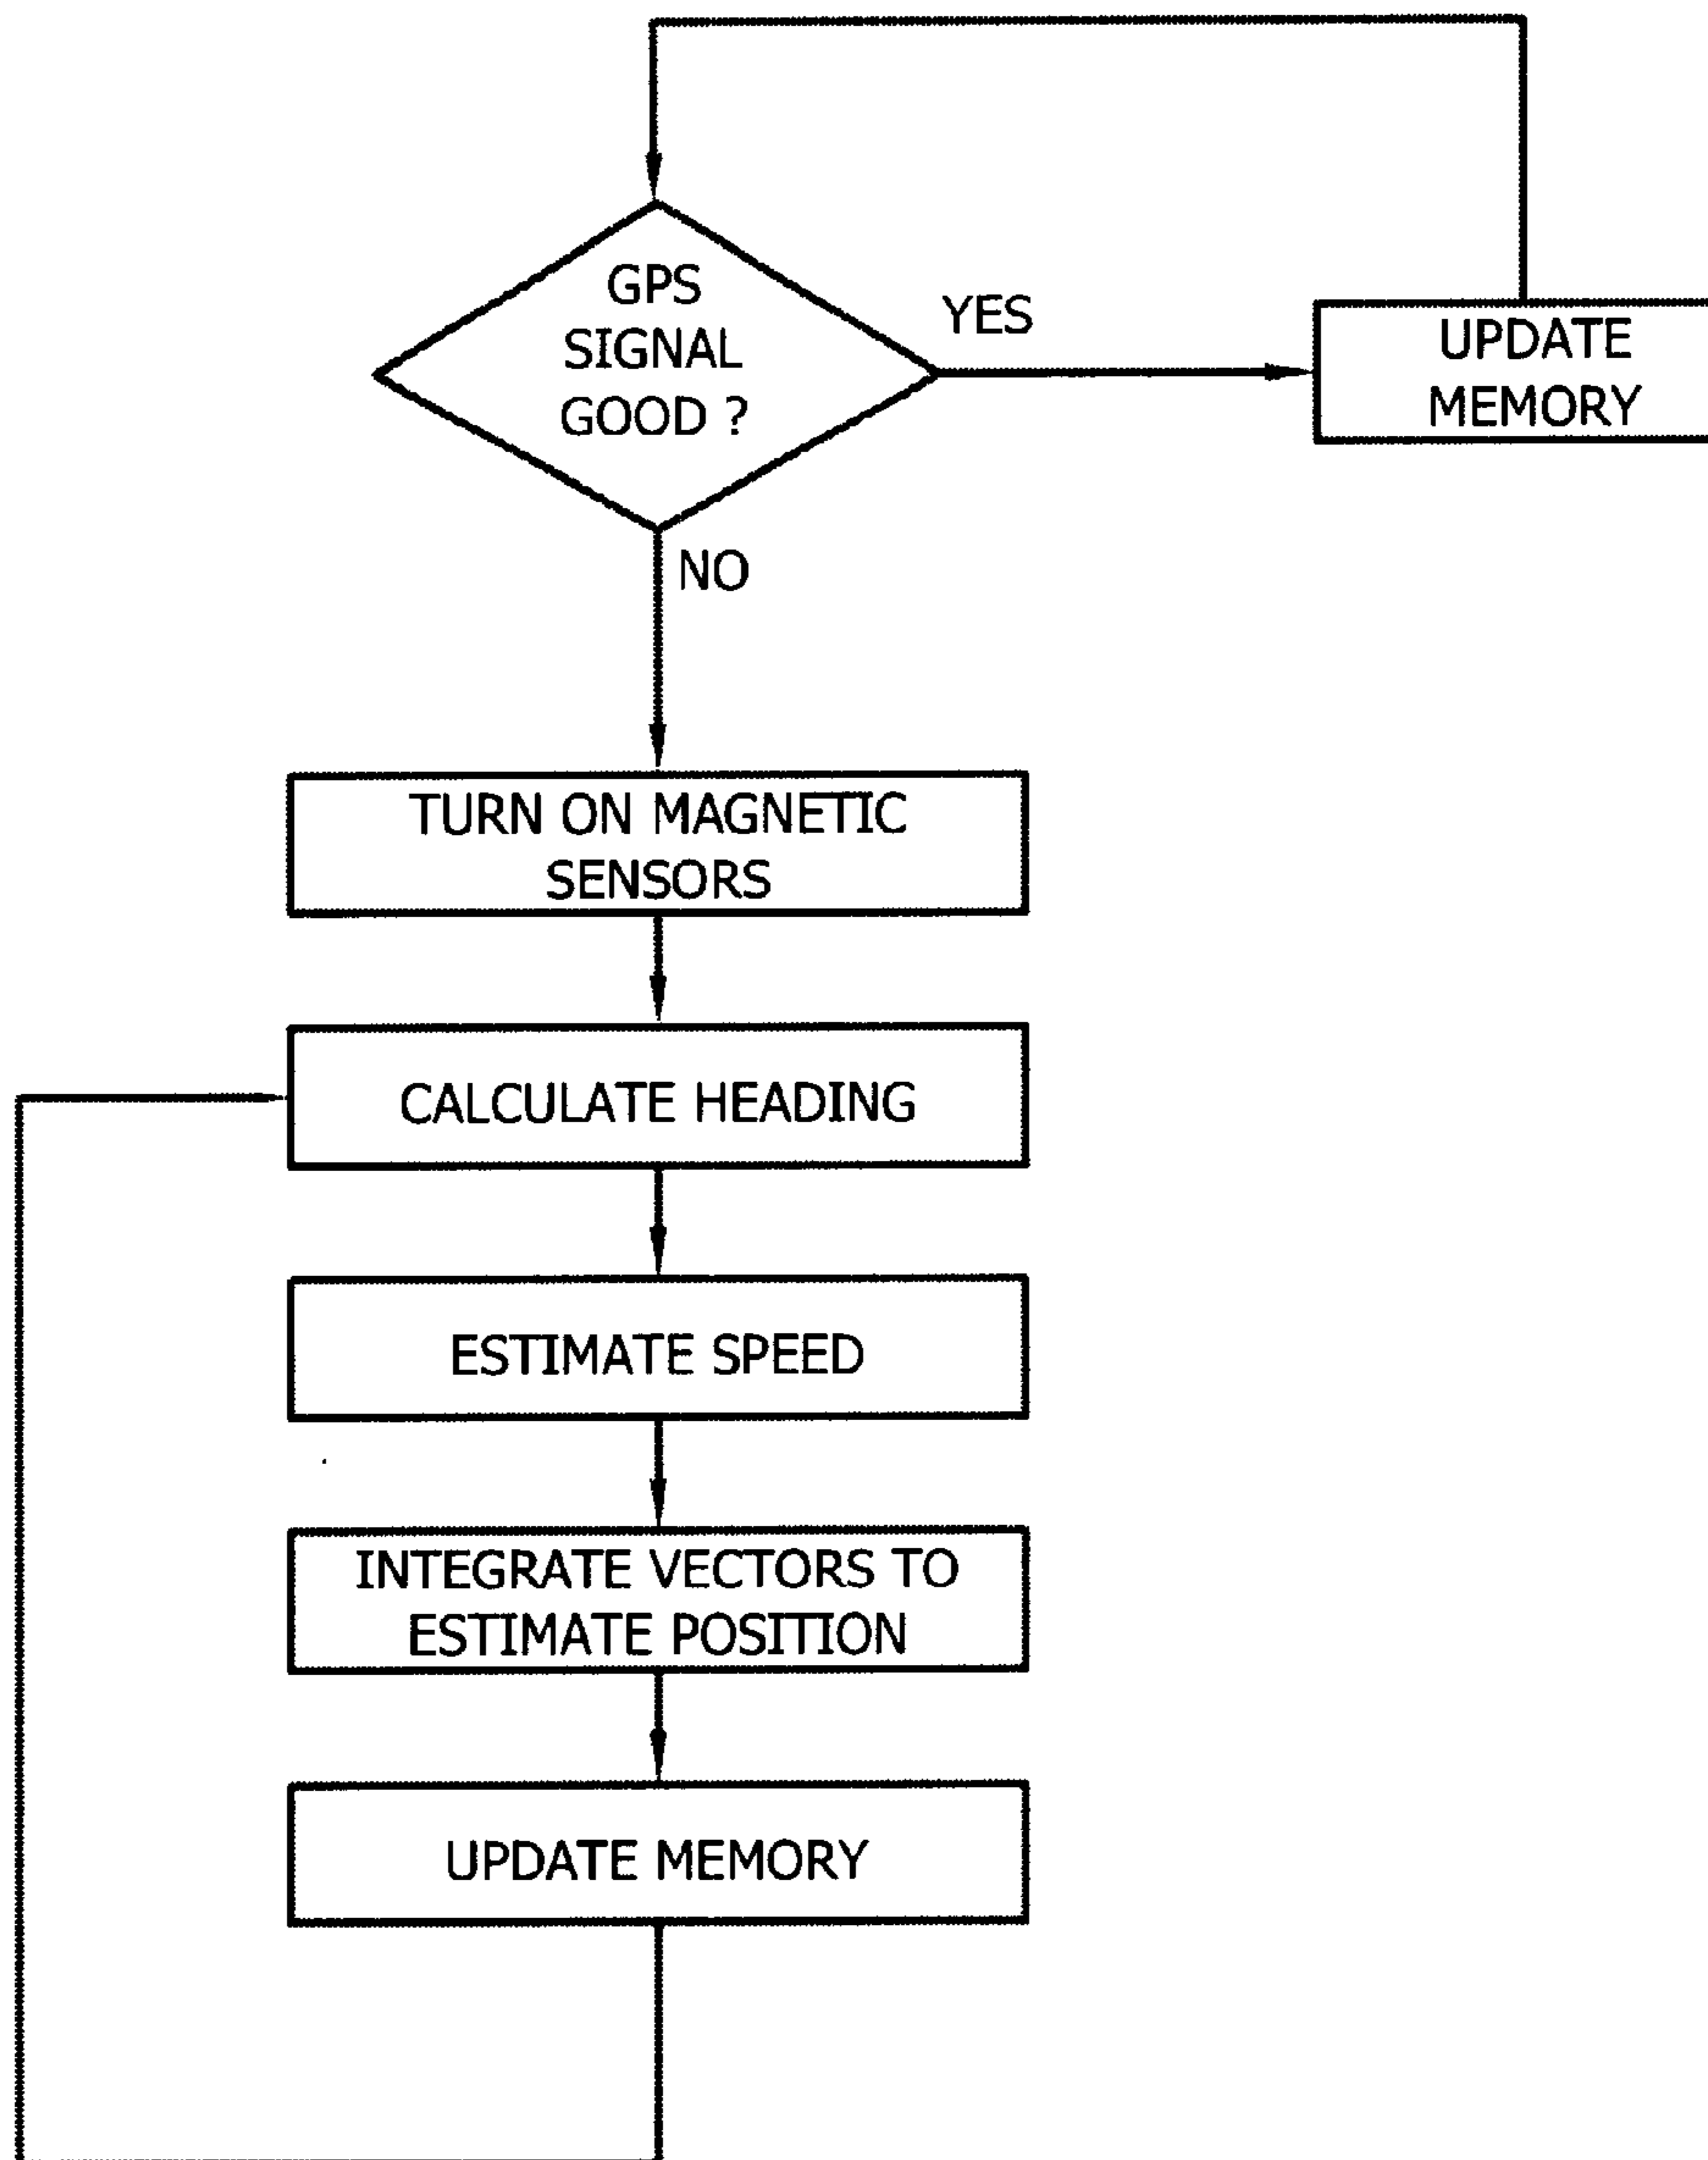 GPS
SIGNAL
GOOD ?
YES
UPDATE
MEMORY
NO
TURN ON MAGNETIC
SENSORS
CALCULATE HEADING
ESTIMATE SPEED
INTEGRATE VECTORS TO
ESTIMATE POSITION
UPDATE MEMORY